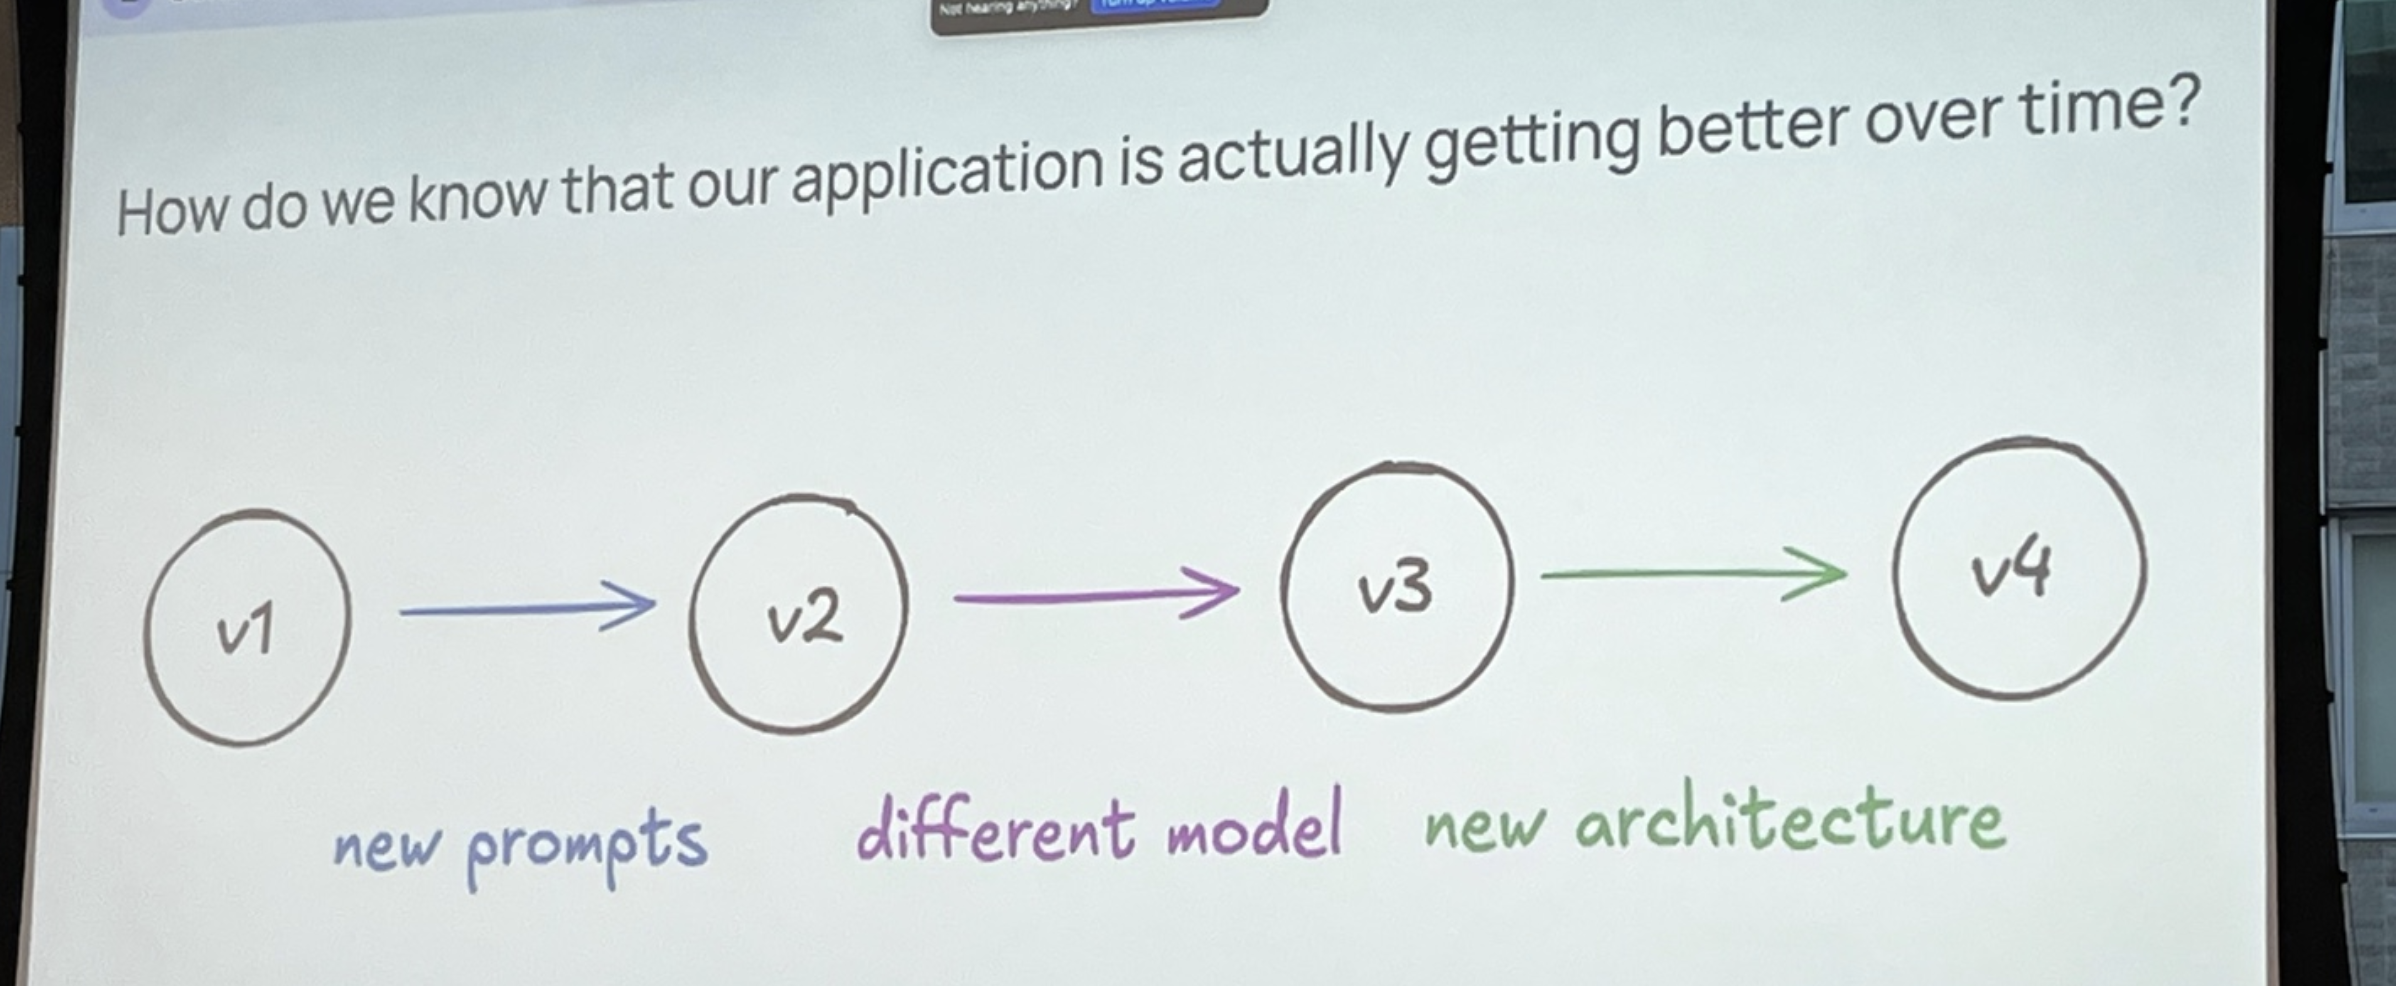 Not hearing anything?
How do we know that our application is actually getting better over time?
v1
v2
v3
v4
new prompts
different model
new architecture